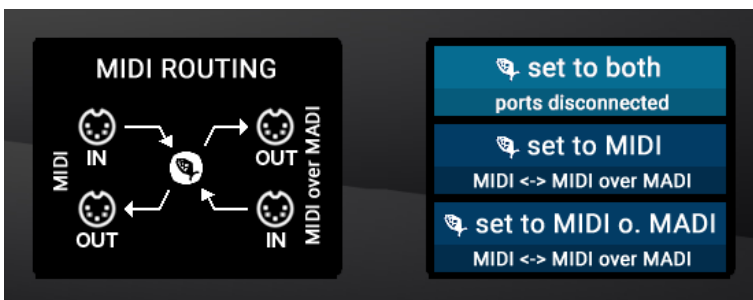 MIDI ROUTING
MIDI
IN
OUT
OUT
IN
MIDI over MADI
set to both
ports disconnected
set to MIDI
MIDI <-> MIDI over MADI
set to MIDI o. MADI
MIDI <-> MIDI over MADI